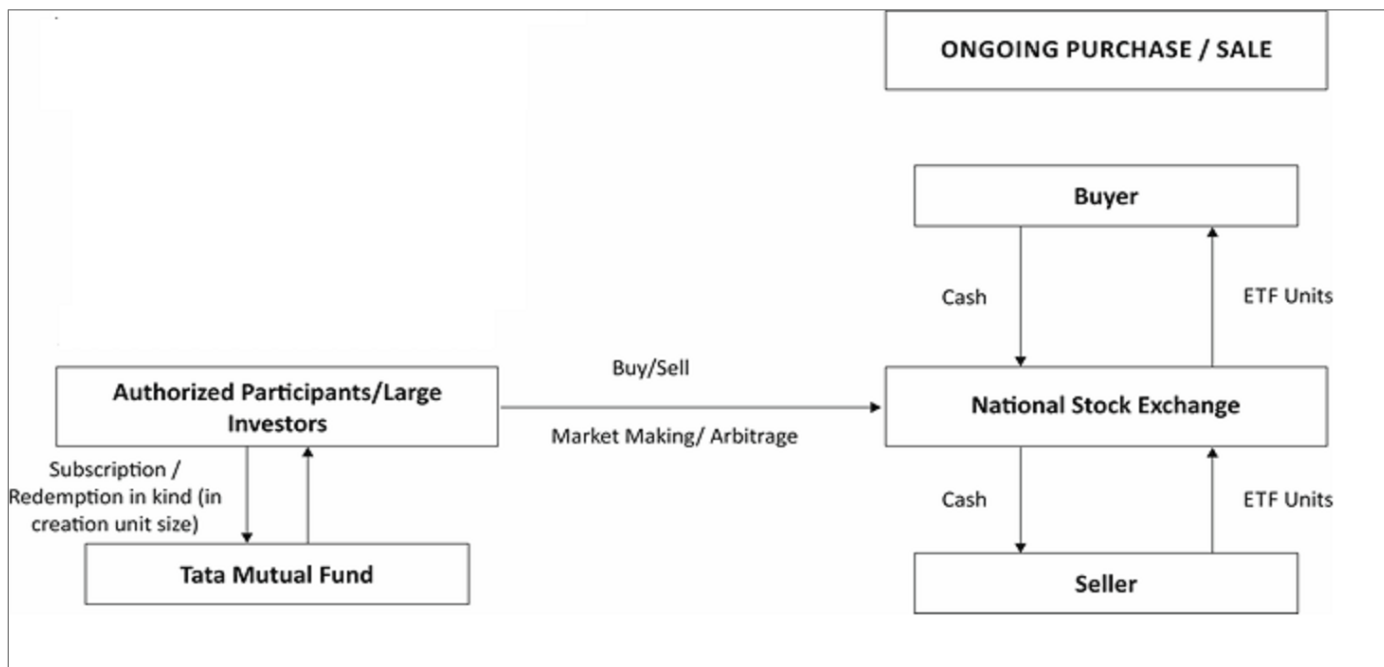 ONGOING PURCHASE / SALE
Buyer
Cash
ETF Units
Buy/Sell
Authorized Participants/Large
Investors
National Stock Exchange
Market Making/ Arbitrage
Subscription /
Redemption in kind (in
creation unit size)
Cash
ETF Units
Tata Mutual Fund
Seller